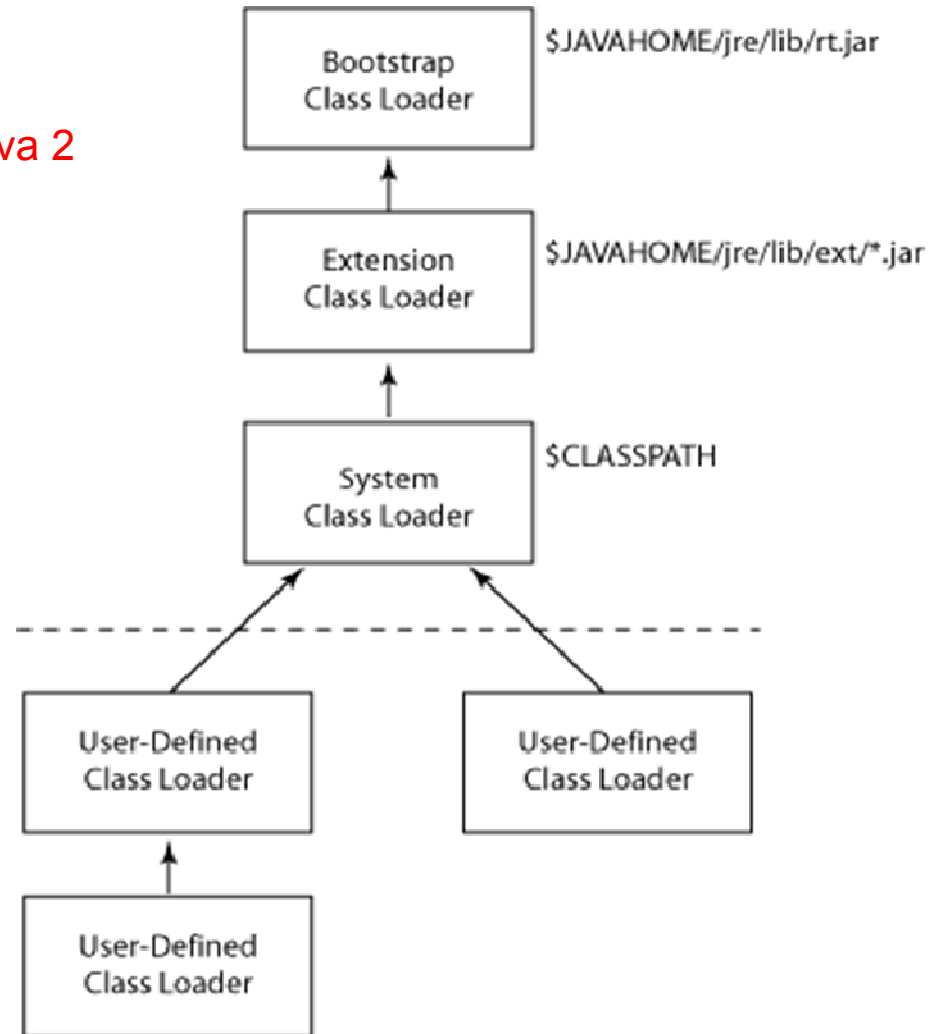 Bootstrap
Class Loader
$JAVAHOME/jre/lib/rt.jar
va 2
Extension
Class Loader
$JAVAHOME/jre/lib/ext/*.jar
System
Class Loader
$CLASSPATH
User-Defined
Class Loader
User-Defined
Class Loader
User-Defined
Class Loader